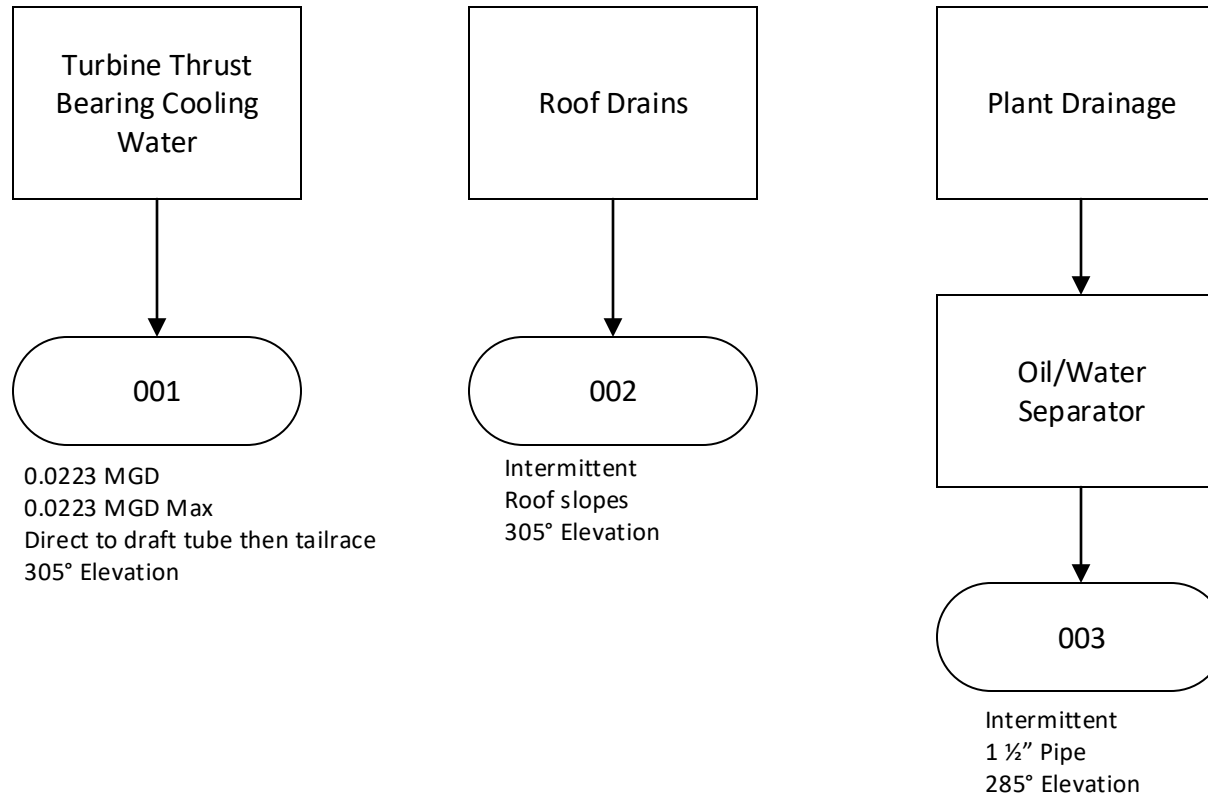 Turbine Thrust
Bearing Cooling
Water
Roof Drains
Plant Drainage
Oil/Water
Separator
001
0.0223 MGD
0.0223 MGD Max
Direct to draft tube then tailrace
305° Elevation
002
Intermittent
Roof slopes
305° Elevation
003
Intermittent
1 ½” Pipe
285° Elevation